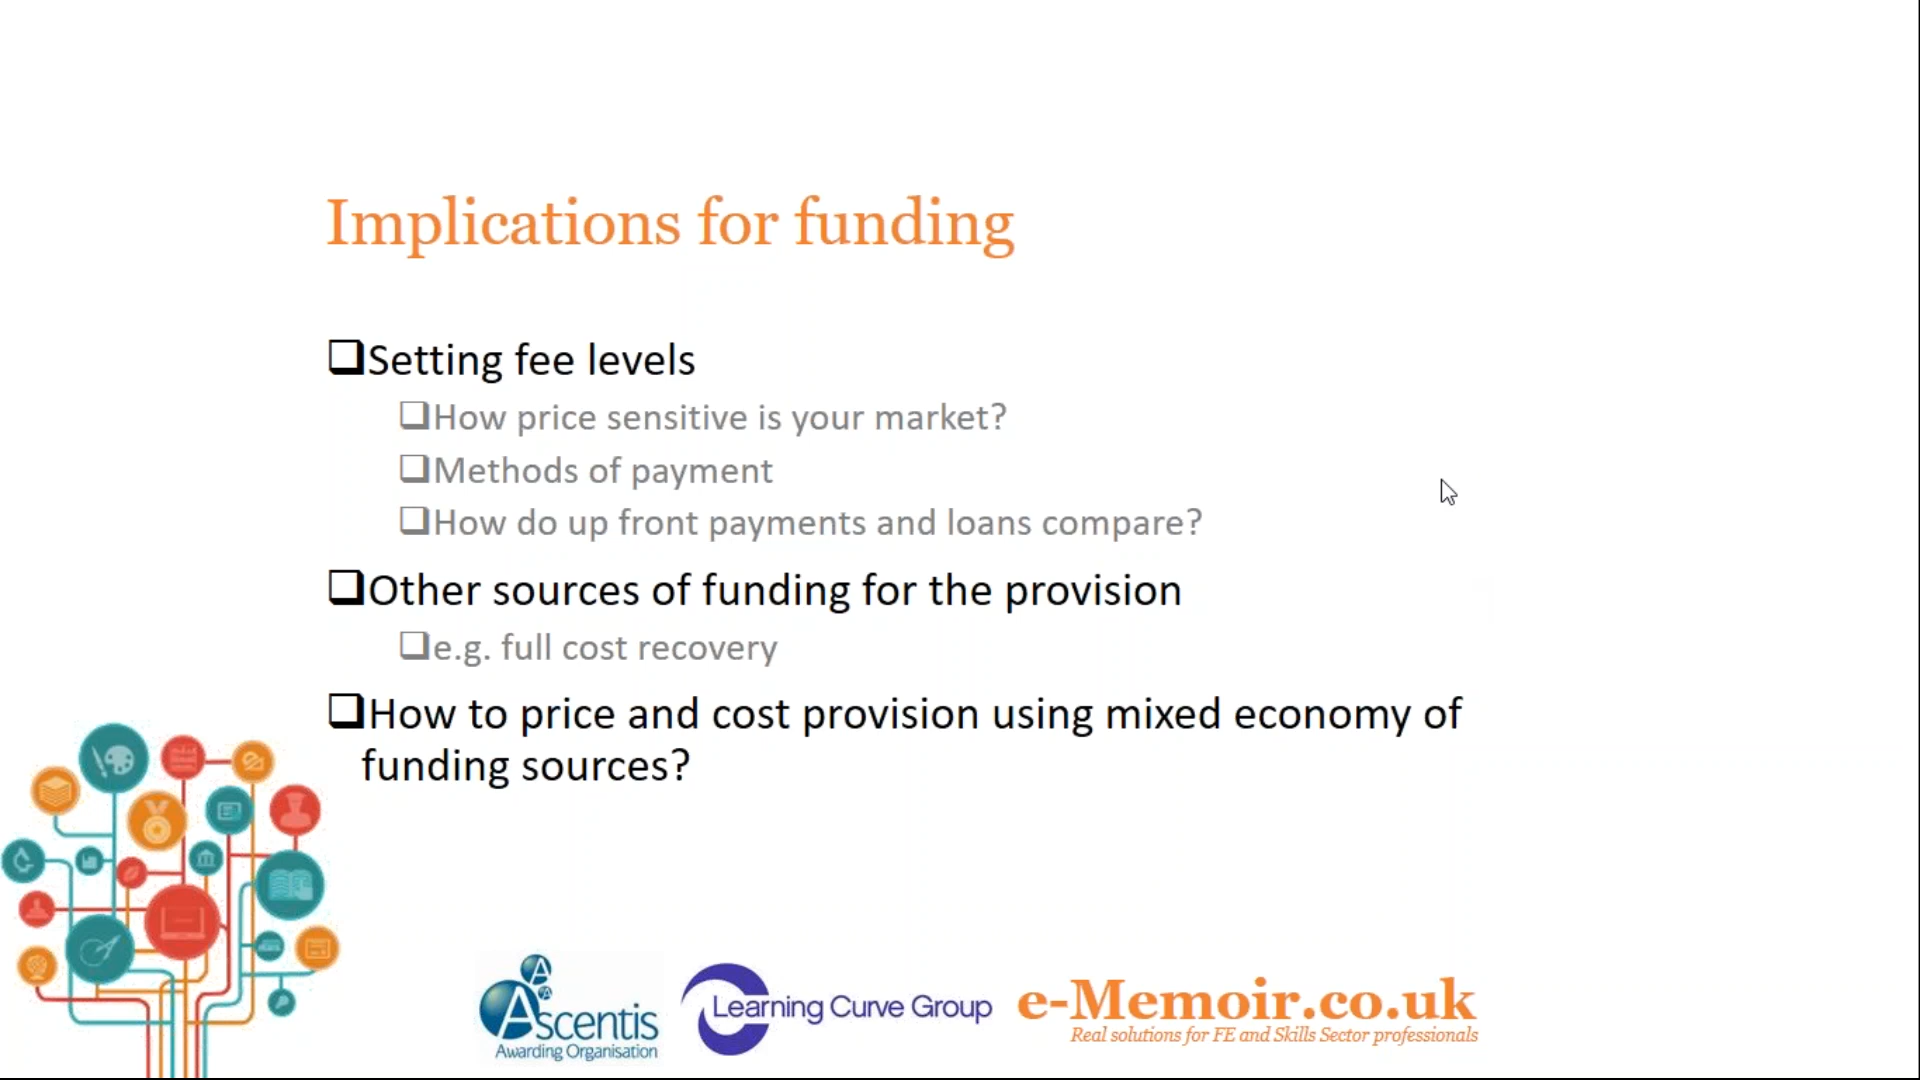 Implications for funding
❑Setting fee levels
❑How price sensitive is your market?
❑Methods of payment
❑How do up front payments and loans compare?
❑Other sources of funding for the provision
❑e.g. full cost recovery
❑How to price and cost provision using mixed economy of
funding sources?
Ascentis
Awarding Organisation
Learning Curve Group
e-Memoir.co.uk
Real solutions for FE and Skills Sector professionals